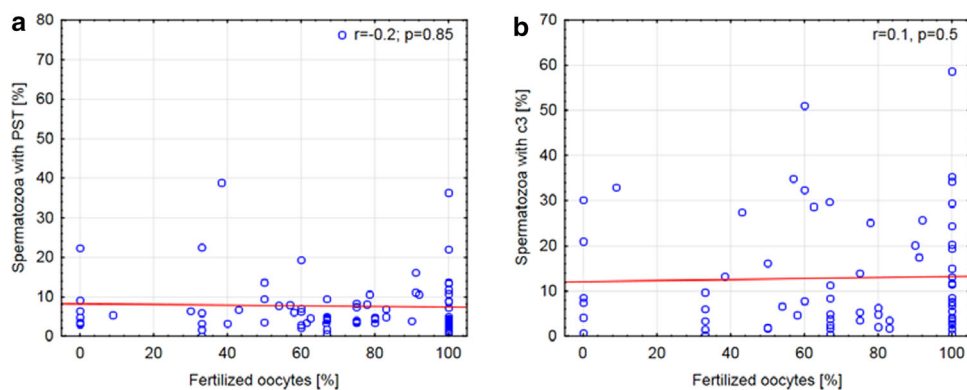 a
r=-0.2; p=0.85
80
70
60
50
40
30
20
10
0
Spermatozoa with PST [%]
0 20 40 60 80 100
Fertilized oocytes [%]
b
r=0.1, p=0.5
70
60
50
40
30
20
10
0
Spermatozoa with c3 [%]
0 20 40 60 80 100
Fertilized oocytes [%]